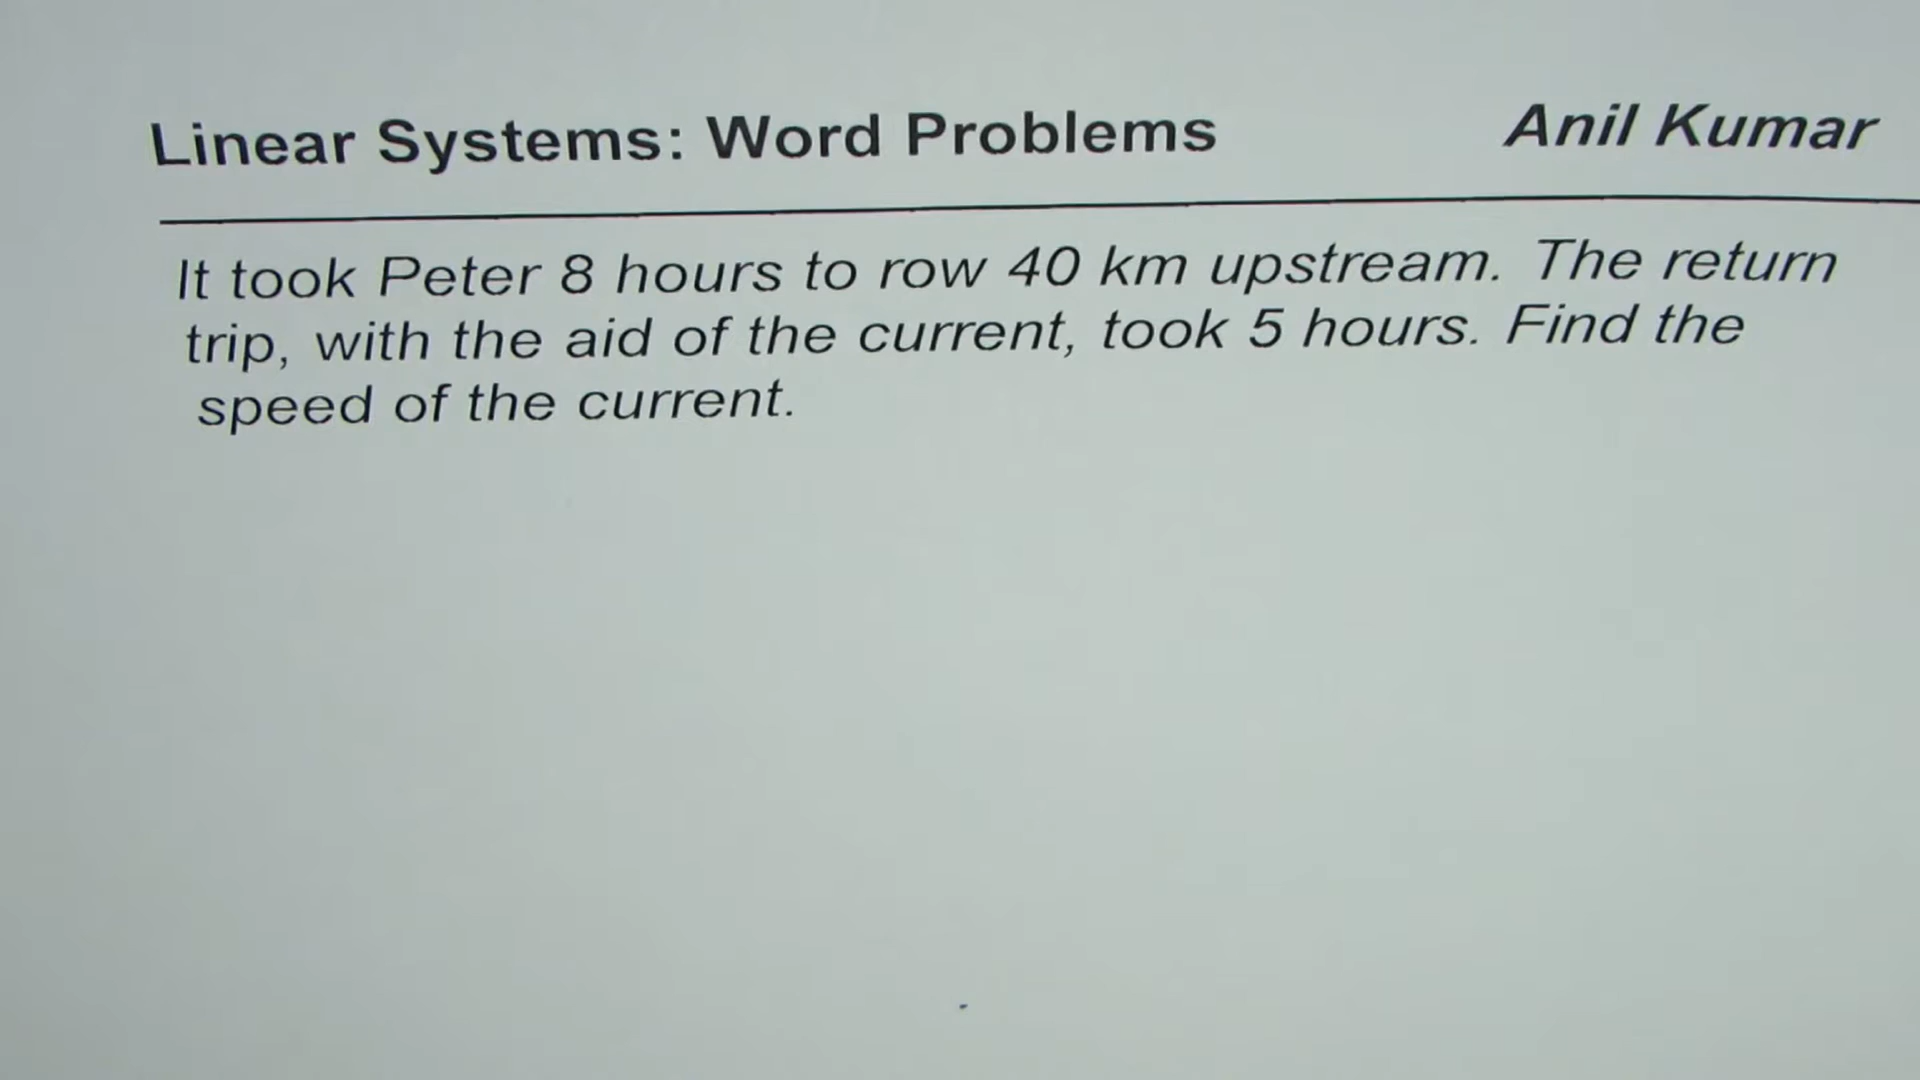 Linear Systems: Word Problems Anil Kumar
It took Peter 8 hours to row 40 km upstream. The return
trip, with the aid of the current, took 5 hours. Find the
speed of the current.